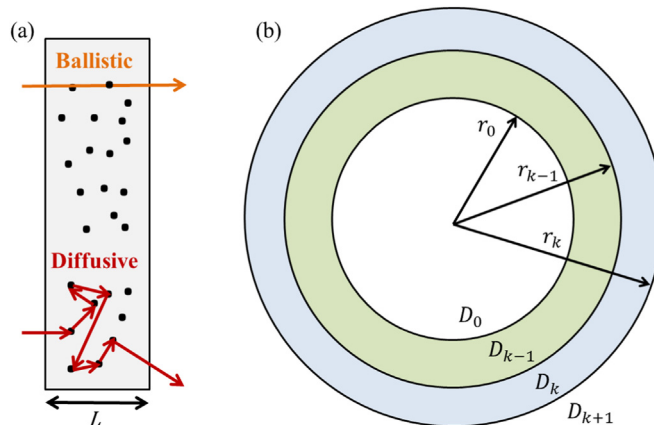 (a)
Ballistic
Diffusive
L
(b)
r₀
rₖ₋₁
rₖ
D₀
Dₖ₋₁
Dₖ
Dₖ₊₁